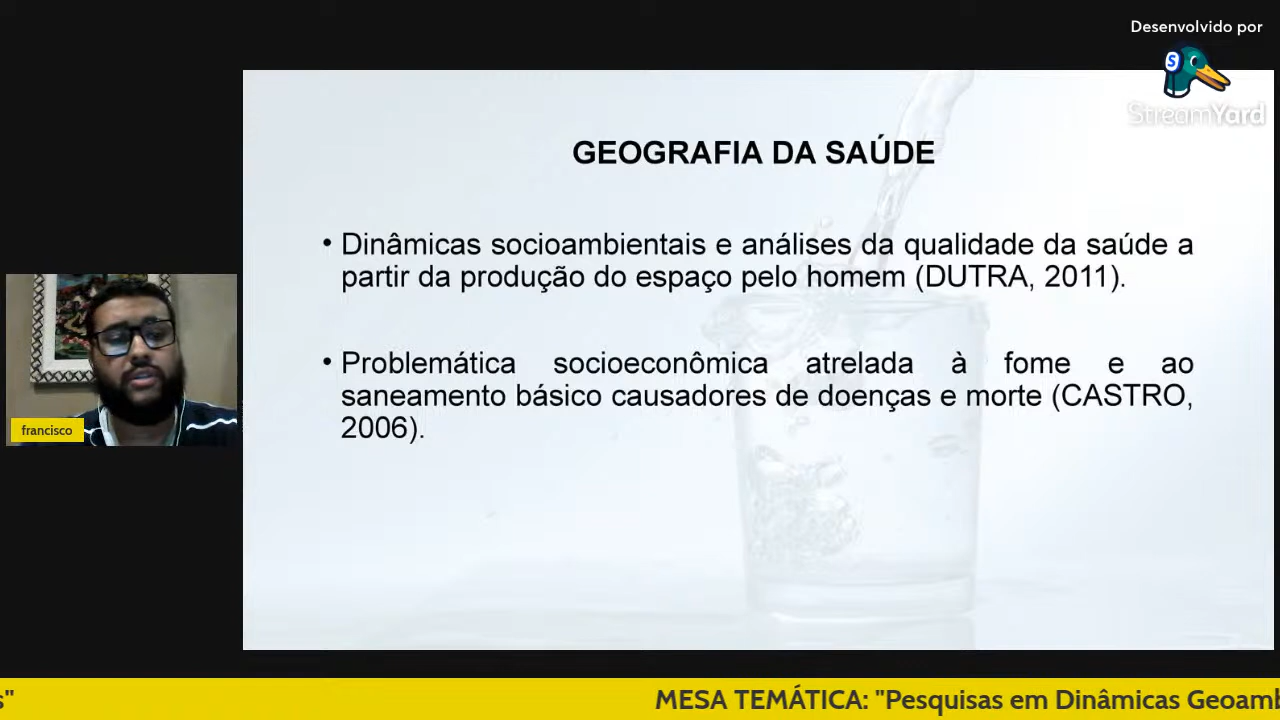 Desenvolvido por
StreamYard
GEOGRAFIA DA SAÚDE
• Dinâmicas socioambientais e análises da qualidade da saúde a
partir da produção do espaço pelo homem (DUTRA, 2011).
• Problemática socioeconômica atrelada à fome e ao
saneamento básico causadores de doenças e morte (CASTRO,
2006).
francisco
s" MESA TEMÁTICA: "Pesquisas em Dinâmicas Geoamb